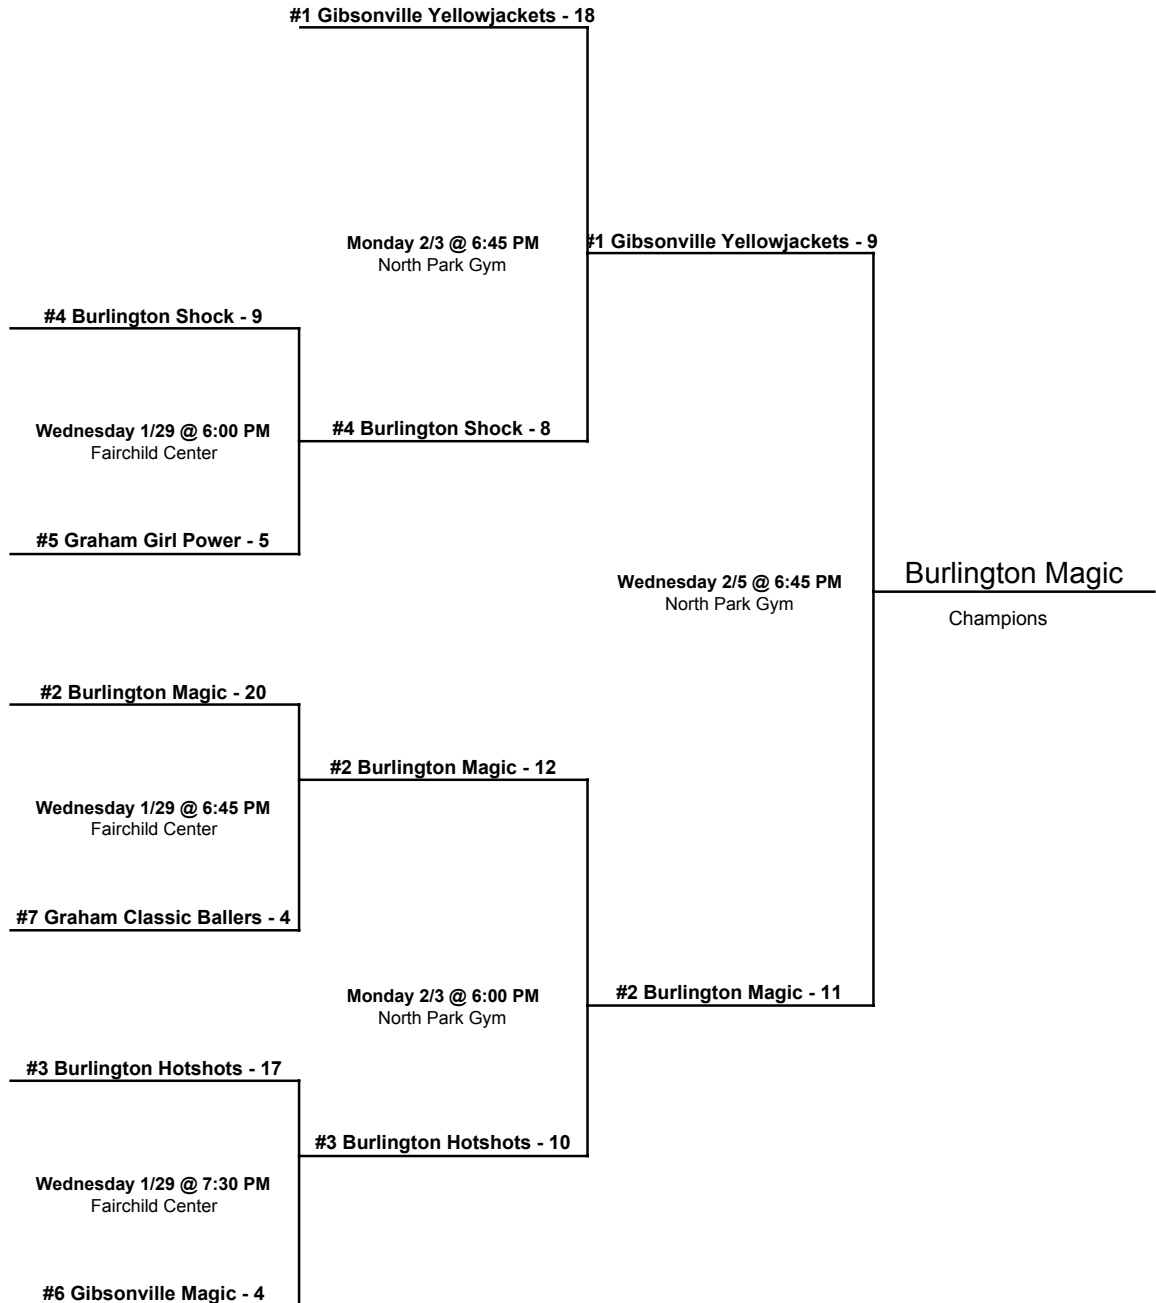 #1 Gibsonville Yellowjackets - 18
Monday 2/3 @ 6:45 PM
North Park Gym
#1 Gibsonville Yellowjackets - 9
#4 Burlington Shock - 9
Wednesday 1/29 @ 6:00 PM
Fairchild Center
#4 Burlington Shock - 8
#5 Graham Girl Power - 5
Wednesday 2/5 @ 6:45 PM
North Park Gym
Burlington Magic
Champions
#2 Burlington Magic - 20
#2 Burlington Magic - 12
Wednesday 1/29 @ 6:45 PM
Fairchild Center
#7 Graham Classic Ballers - 4
Monday 2/3 @ 6:00 PM
North Park Gym
#2 Burlington Magic - 11
#3 Burlington Hotshots - 17
#3 Burlington Hotshots - 10
Wednesday 1/29 @ 7:30 PM
Fairchild Center
#6 Gibsonville Magic - 4